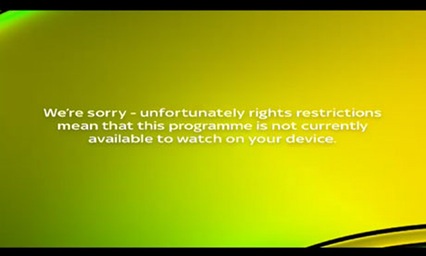 We're sorry - unfortunately rights restrictions
mean that this programme is not currently
available to watch on your device.